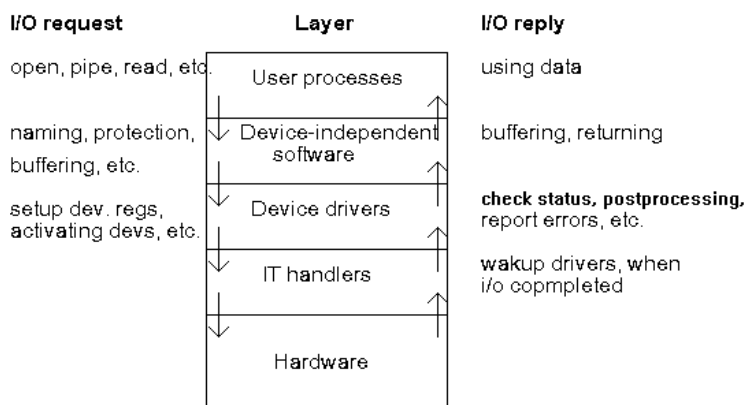 I/O request Layer I/O reply
open, pipe, read, etc. User processes using data
naming, protection, Device-independent buffering, returning
buffering, etc. software
setup dev. regs, Device drivers check status, postprocessing,
activating devs, etc. report errors, etc.
IT handlers wakup drivers, when
i/o copmpleted
Hardware